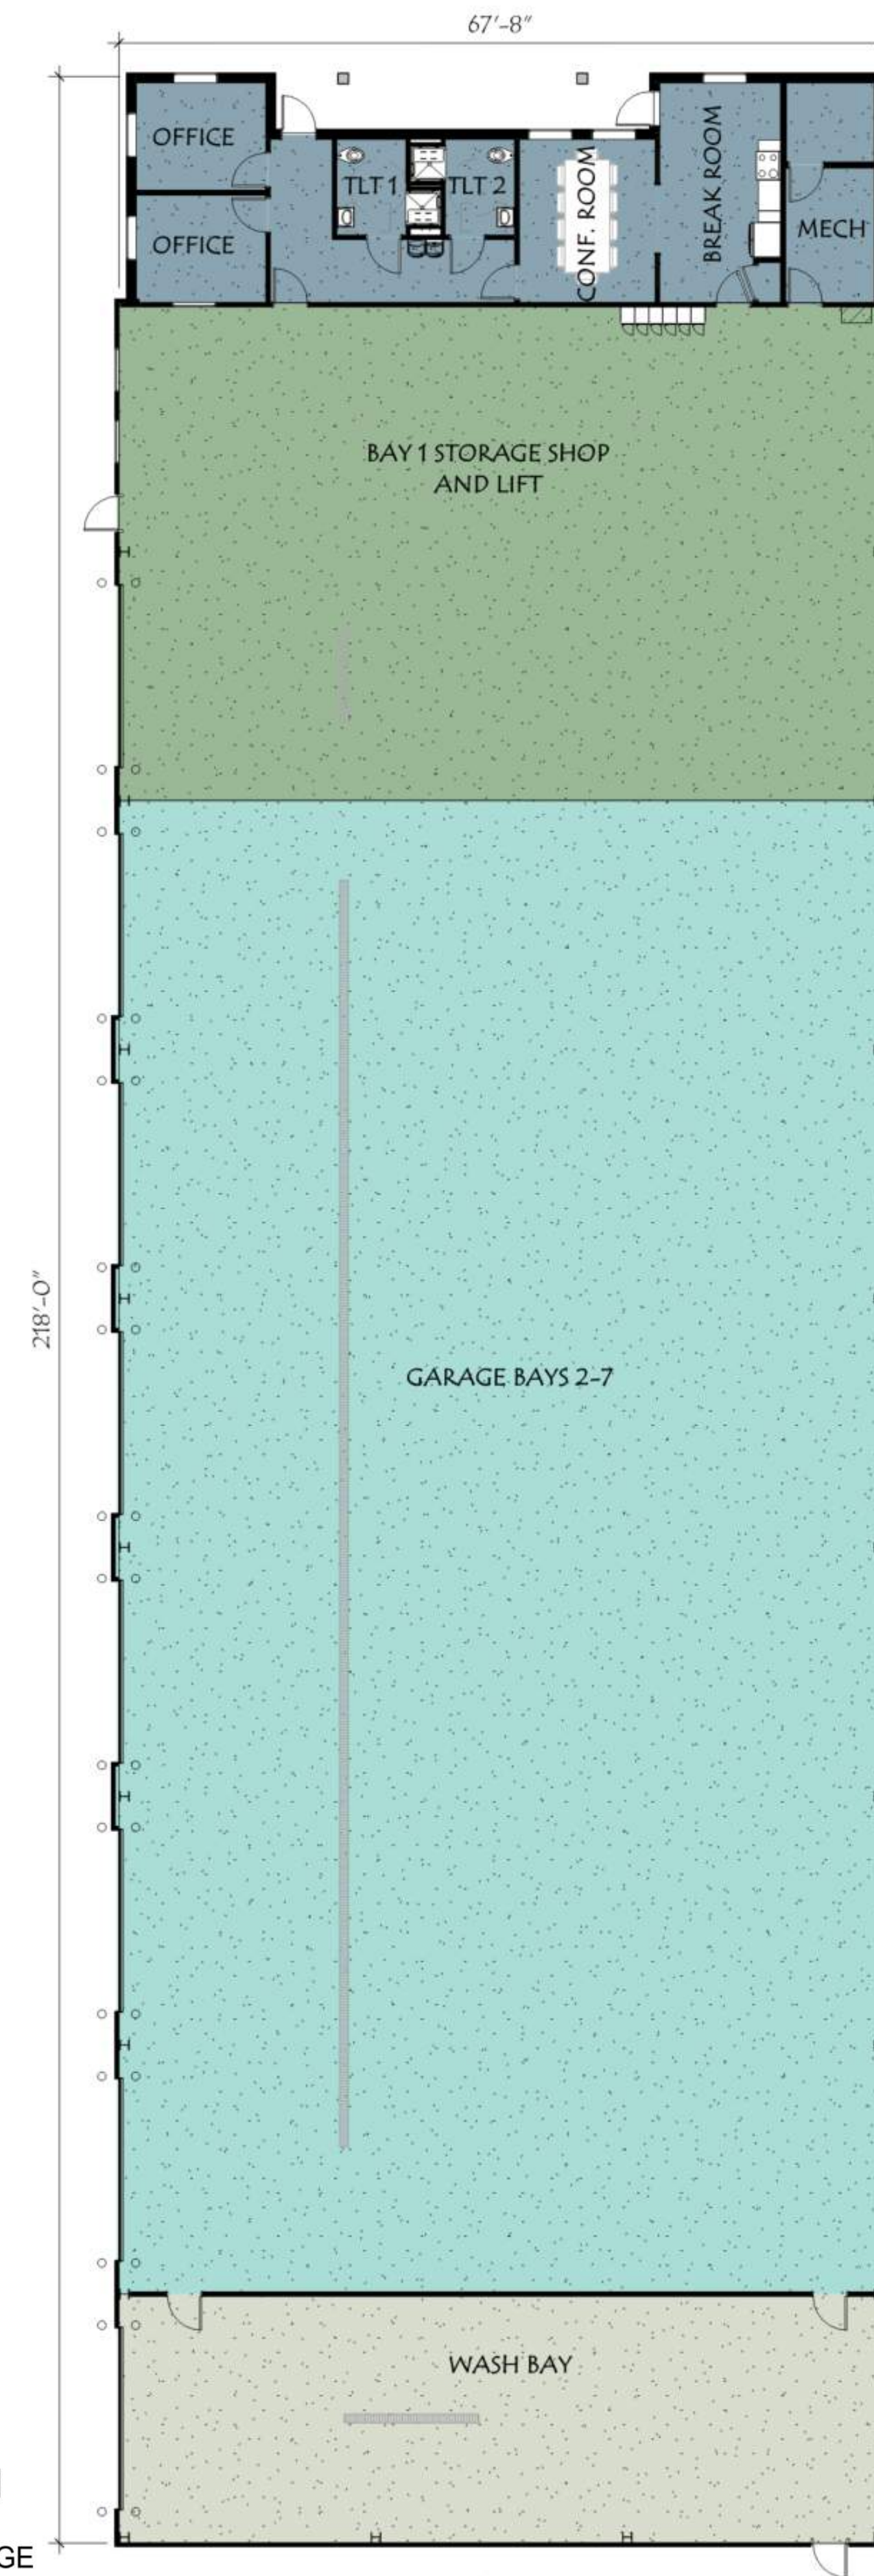 67'-8"
OFFICE
TLT 1
TLT 2
CONF. ROOM
BREAK ROOM
OFFICE
MECH
BAY 1 STORAGE SHOP
AND LIFT
218'-0"
GARAGE BAYS 2-7
WASH BAY
GE